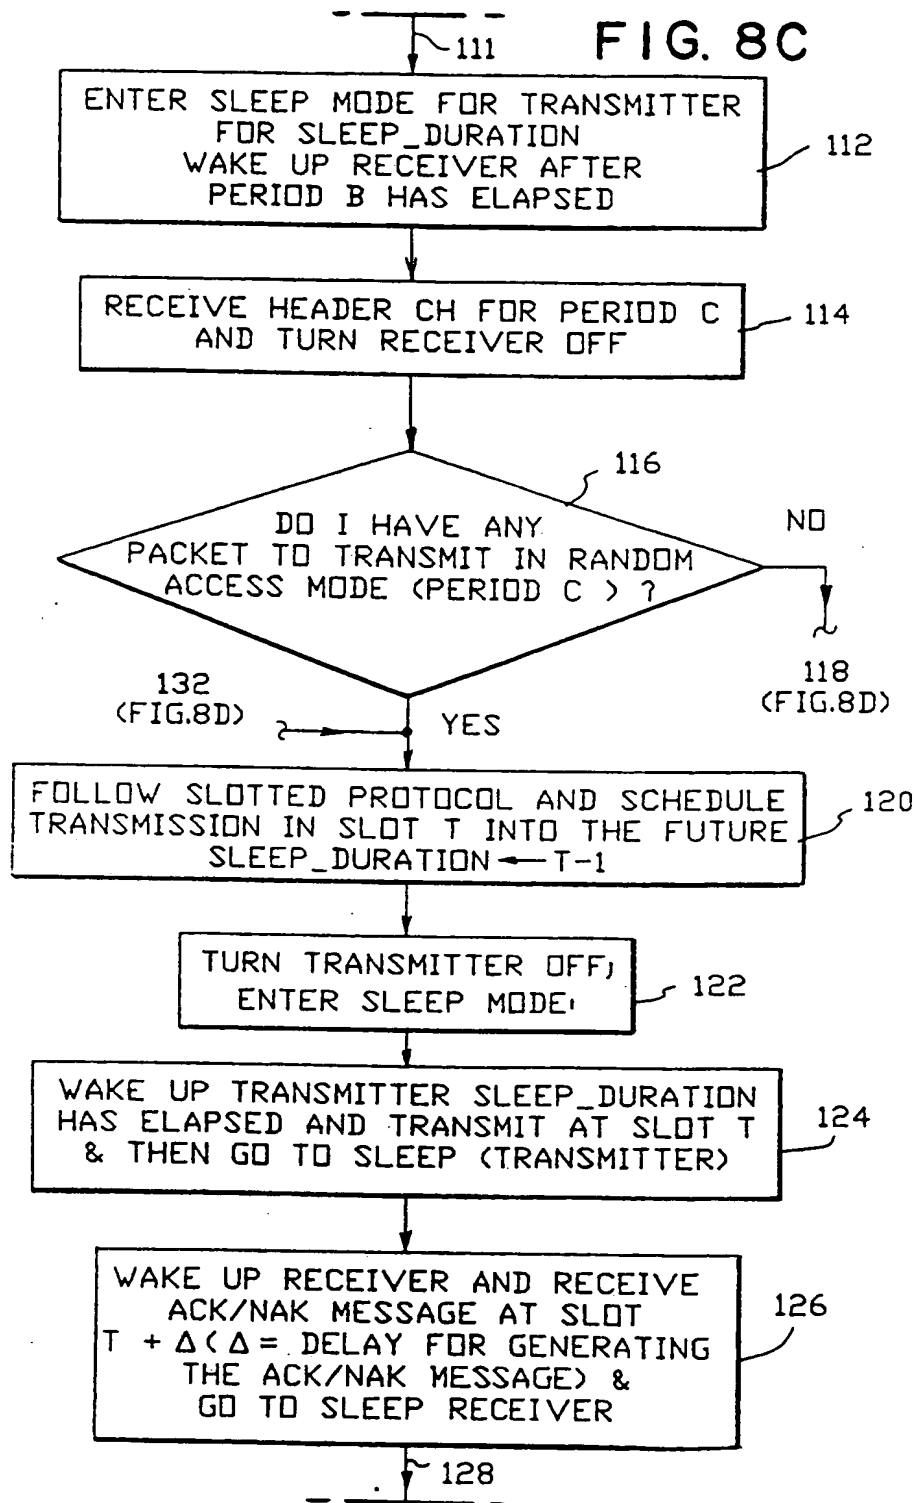 FIG. 8C
111
ENTER SLEEP MODE FOR TRANSMITTER
FOR SLEEP_DURATION
WAKE UP RECEIVER AFTER
PERIOD B HAS ELAPSED
112
RECEIVE HEADER CH FOR PERIOD C
AND TURN RECEIVER OFF
114
116
DO I HAVE ANY
PACKET TO TRANSMIT IN RANDOM
ACCESS MODE (PERIOD C ) ?
NO
118
(FIG.8D)
132
(FIG.8D)
YES
FOLLOW SLOTTED PROTOCOL AND SCHEDULE
TRANSMISSION IN SLOT T INTO THE FUTURE
SLEEP_DURATION ← T-1
120
TURN TRANSMITTER OFF;
ENTER SLEEP MODE:
122
WAKE UP TRANSMITTER SLEEP_DURATION
HAS ELAPSED AND TRANSMIT AT SLOT T
& THEN GO TO SLEEP (TRANSMITTER)
124
WAKE UP RECEIVER AND RECEIVE
ACK/NAK MESSAGE AT SLOT
T + Δ (Δ = DELAY FOR GENERATING
THE ACK/NAK MESSAGE) &
GO TO SLEEP RECEIVER
126
128